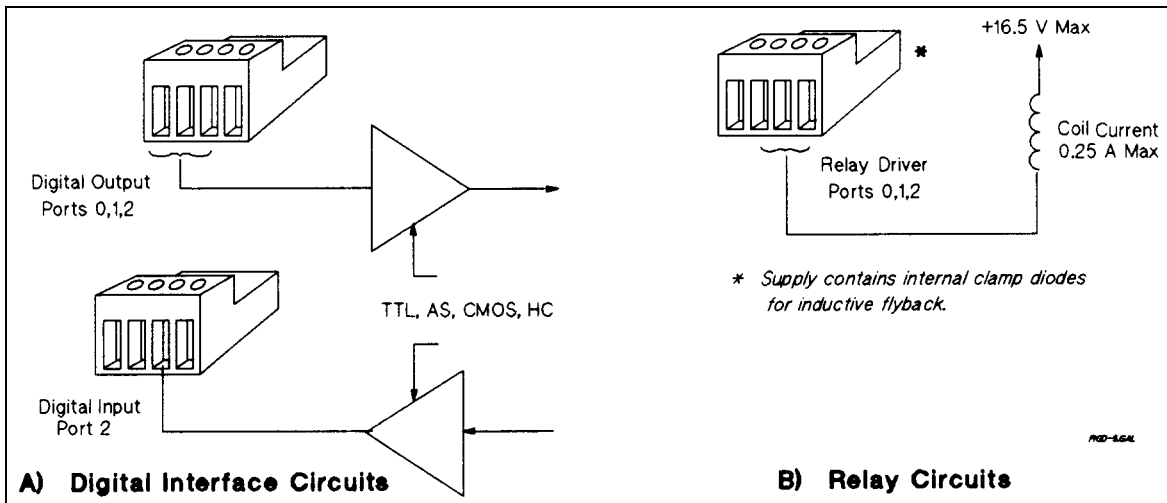 Digital Output
Ports 0,1,2
Digital Input
Port 2
TTL, AS, CMOS, HC
A) Digital Interface Circuits
*
+16.5 V Max
Coil Current
0.25 A Max
Relay Driver
Ports 0,1,2
* Supply contains internal clamp diodes
for inductive flyback.
B) Relay Circuits